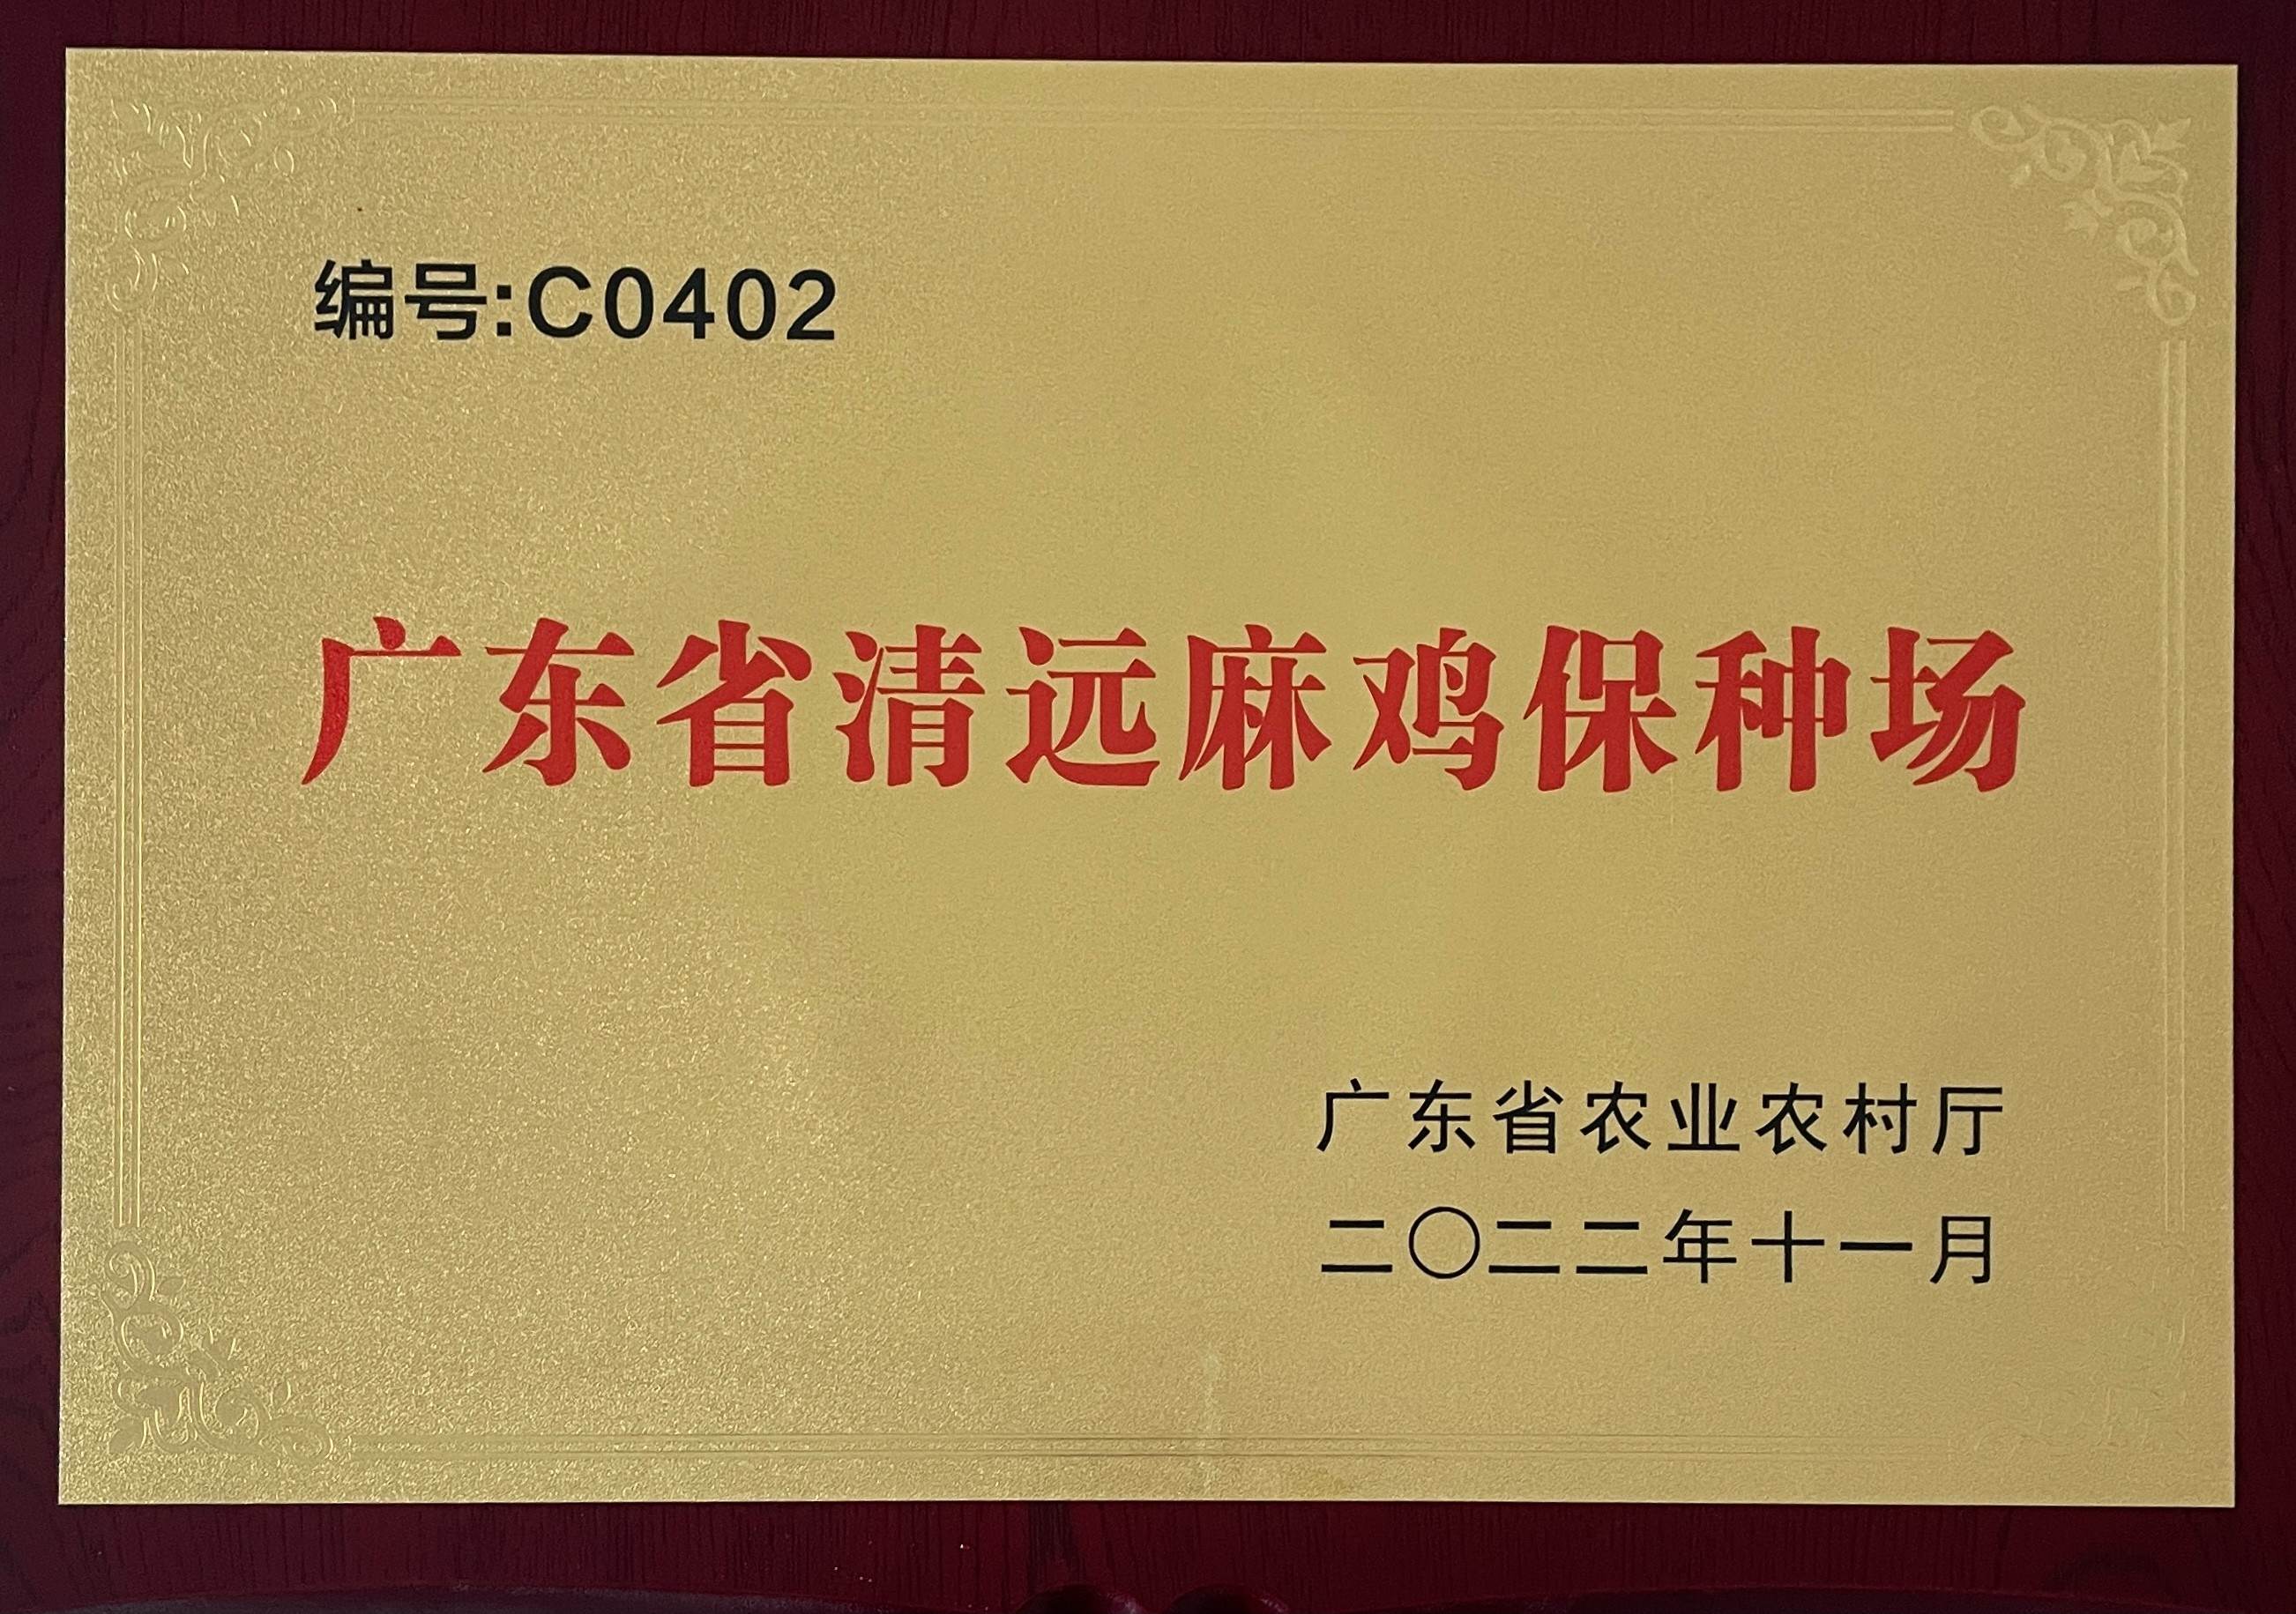 编号:C0402
广东省清远麻鸡保种场
广东省农业农村厅
二〇二二年十一月